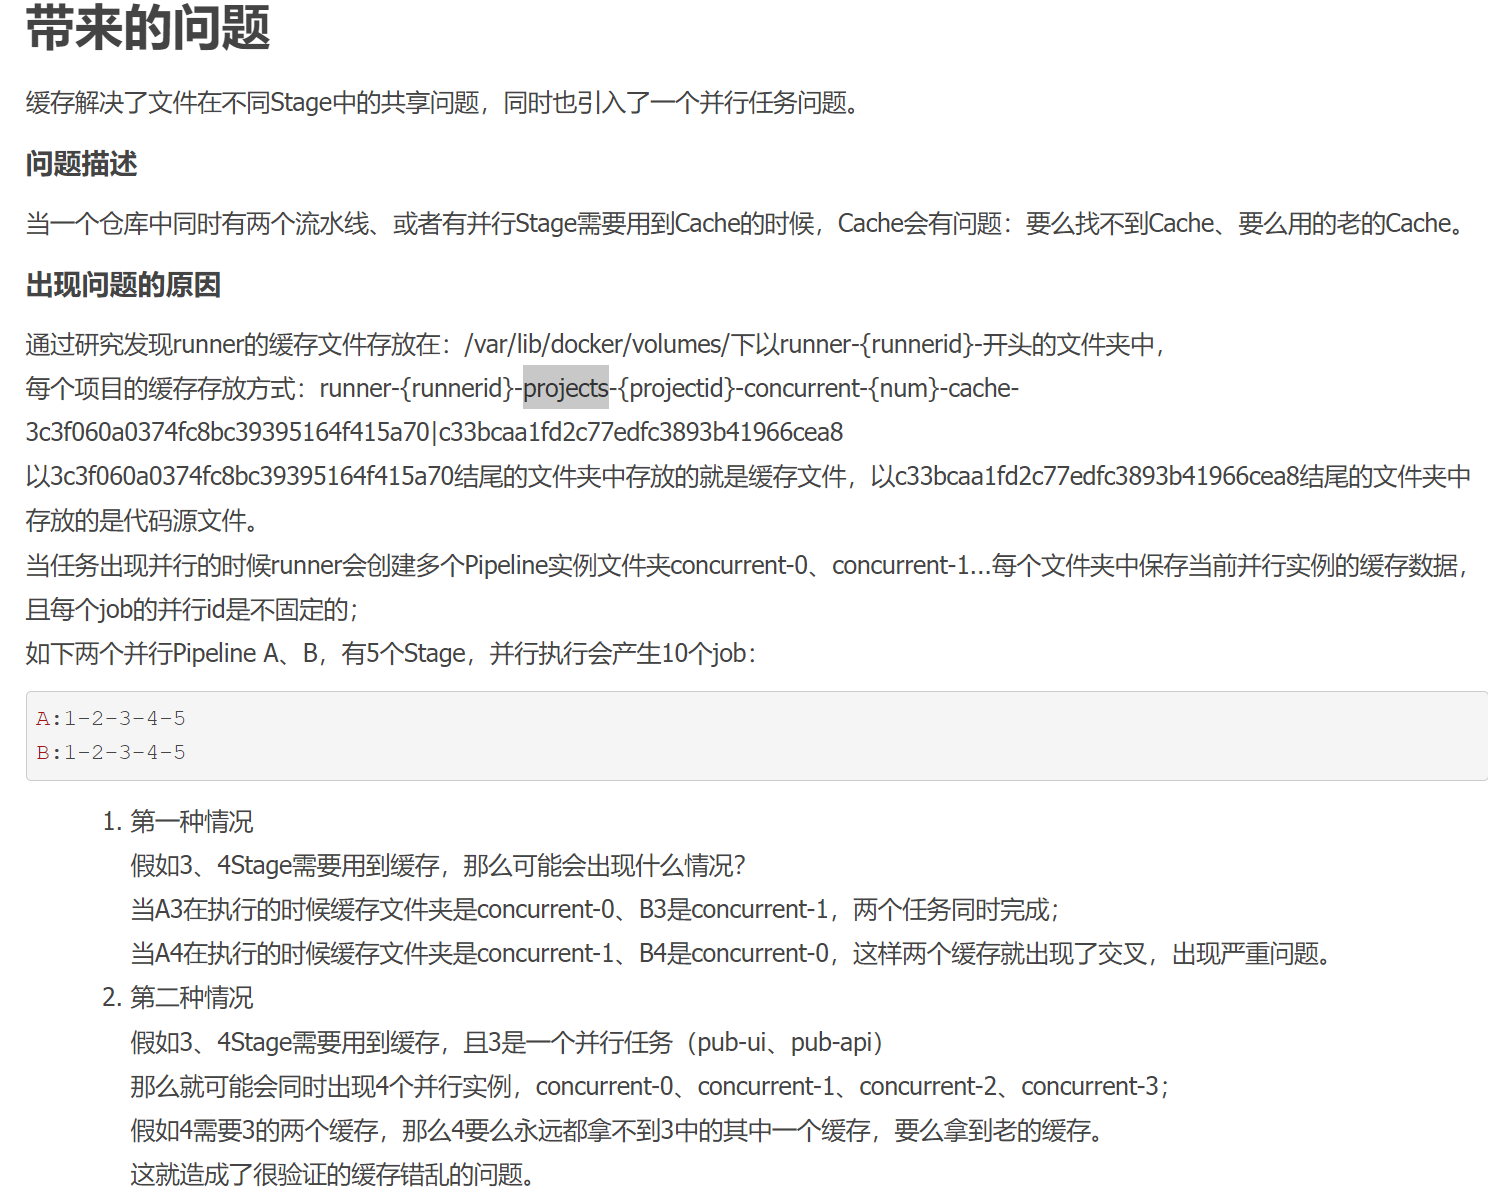 带来的问题
缓存解决了文件在不同Stage中的共享问题，同时也引入了一个并行任务问题。
问题描述
当一个仓库中同时有两个流水线、或者有并行Stage需要用到Cache的时候，Cache会有问题：要么找不到Cache、要么用的老的Cache。
出现问题的原因
通过研究发现runner的缓存文件存放在：/var/lib/docker/volumes/下以runner-{runnerid}-开头的文件夹中，
每个项目的缓存存放方式：runner-{runnerid}-projects-{projectid}-concurrent-{num}-cache-
3c3f060a0374fc8bc39395164f415a70|c33bcaa1fd2c77edfc3893b41966cea8
以3c3f060a0374fc8bc39395164f415a70结尾的文件夹中存放的就是缓存文件，以c33bcaa1fd2c77edfc3893b41966cea8结尾的文件夹中
存放的是代码源文件。
当任务出现并行的时候runner会创建多个Pipeline实例文件夹concurrent-0、concurrent-1...每个文件夹中保存当前并行实例的缓存数据，
且每个job的并行id是不固定的；
如下两个并行Pipeline A、B，有5个Stage，并行执行会产生10个job：
A:1-2-3-4-5
B:1-2-3-4-5
1. 第一种情况
假如3、4Stage需要用到缓存，那么可能会出现什么情况？
当A3在执行的时候缓存文件夹是concurrent-0、B3是concurrent-1，两个任务同时完成；
当A4在执行的时候缓存文件夹是concurrent-1、B4是concurrent-0，这样两个缓存就出现了交叉，出现严重问题。
2. 第二种情况
假如3、4Stage需要用到缓存，且3是一个并行任务（pub-ui、pub-api）
那么就可能会同时出现4个并行实例，concurrent-0、concurrent-1、concurrent-2、concurrent-3；
假如4需要3的两个缓存，那么4要么永远都拿不到3中的其中一个缓存，要么拿到老的缓存。
这就造成了很验证的缓存错乱的问题。